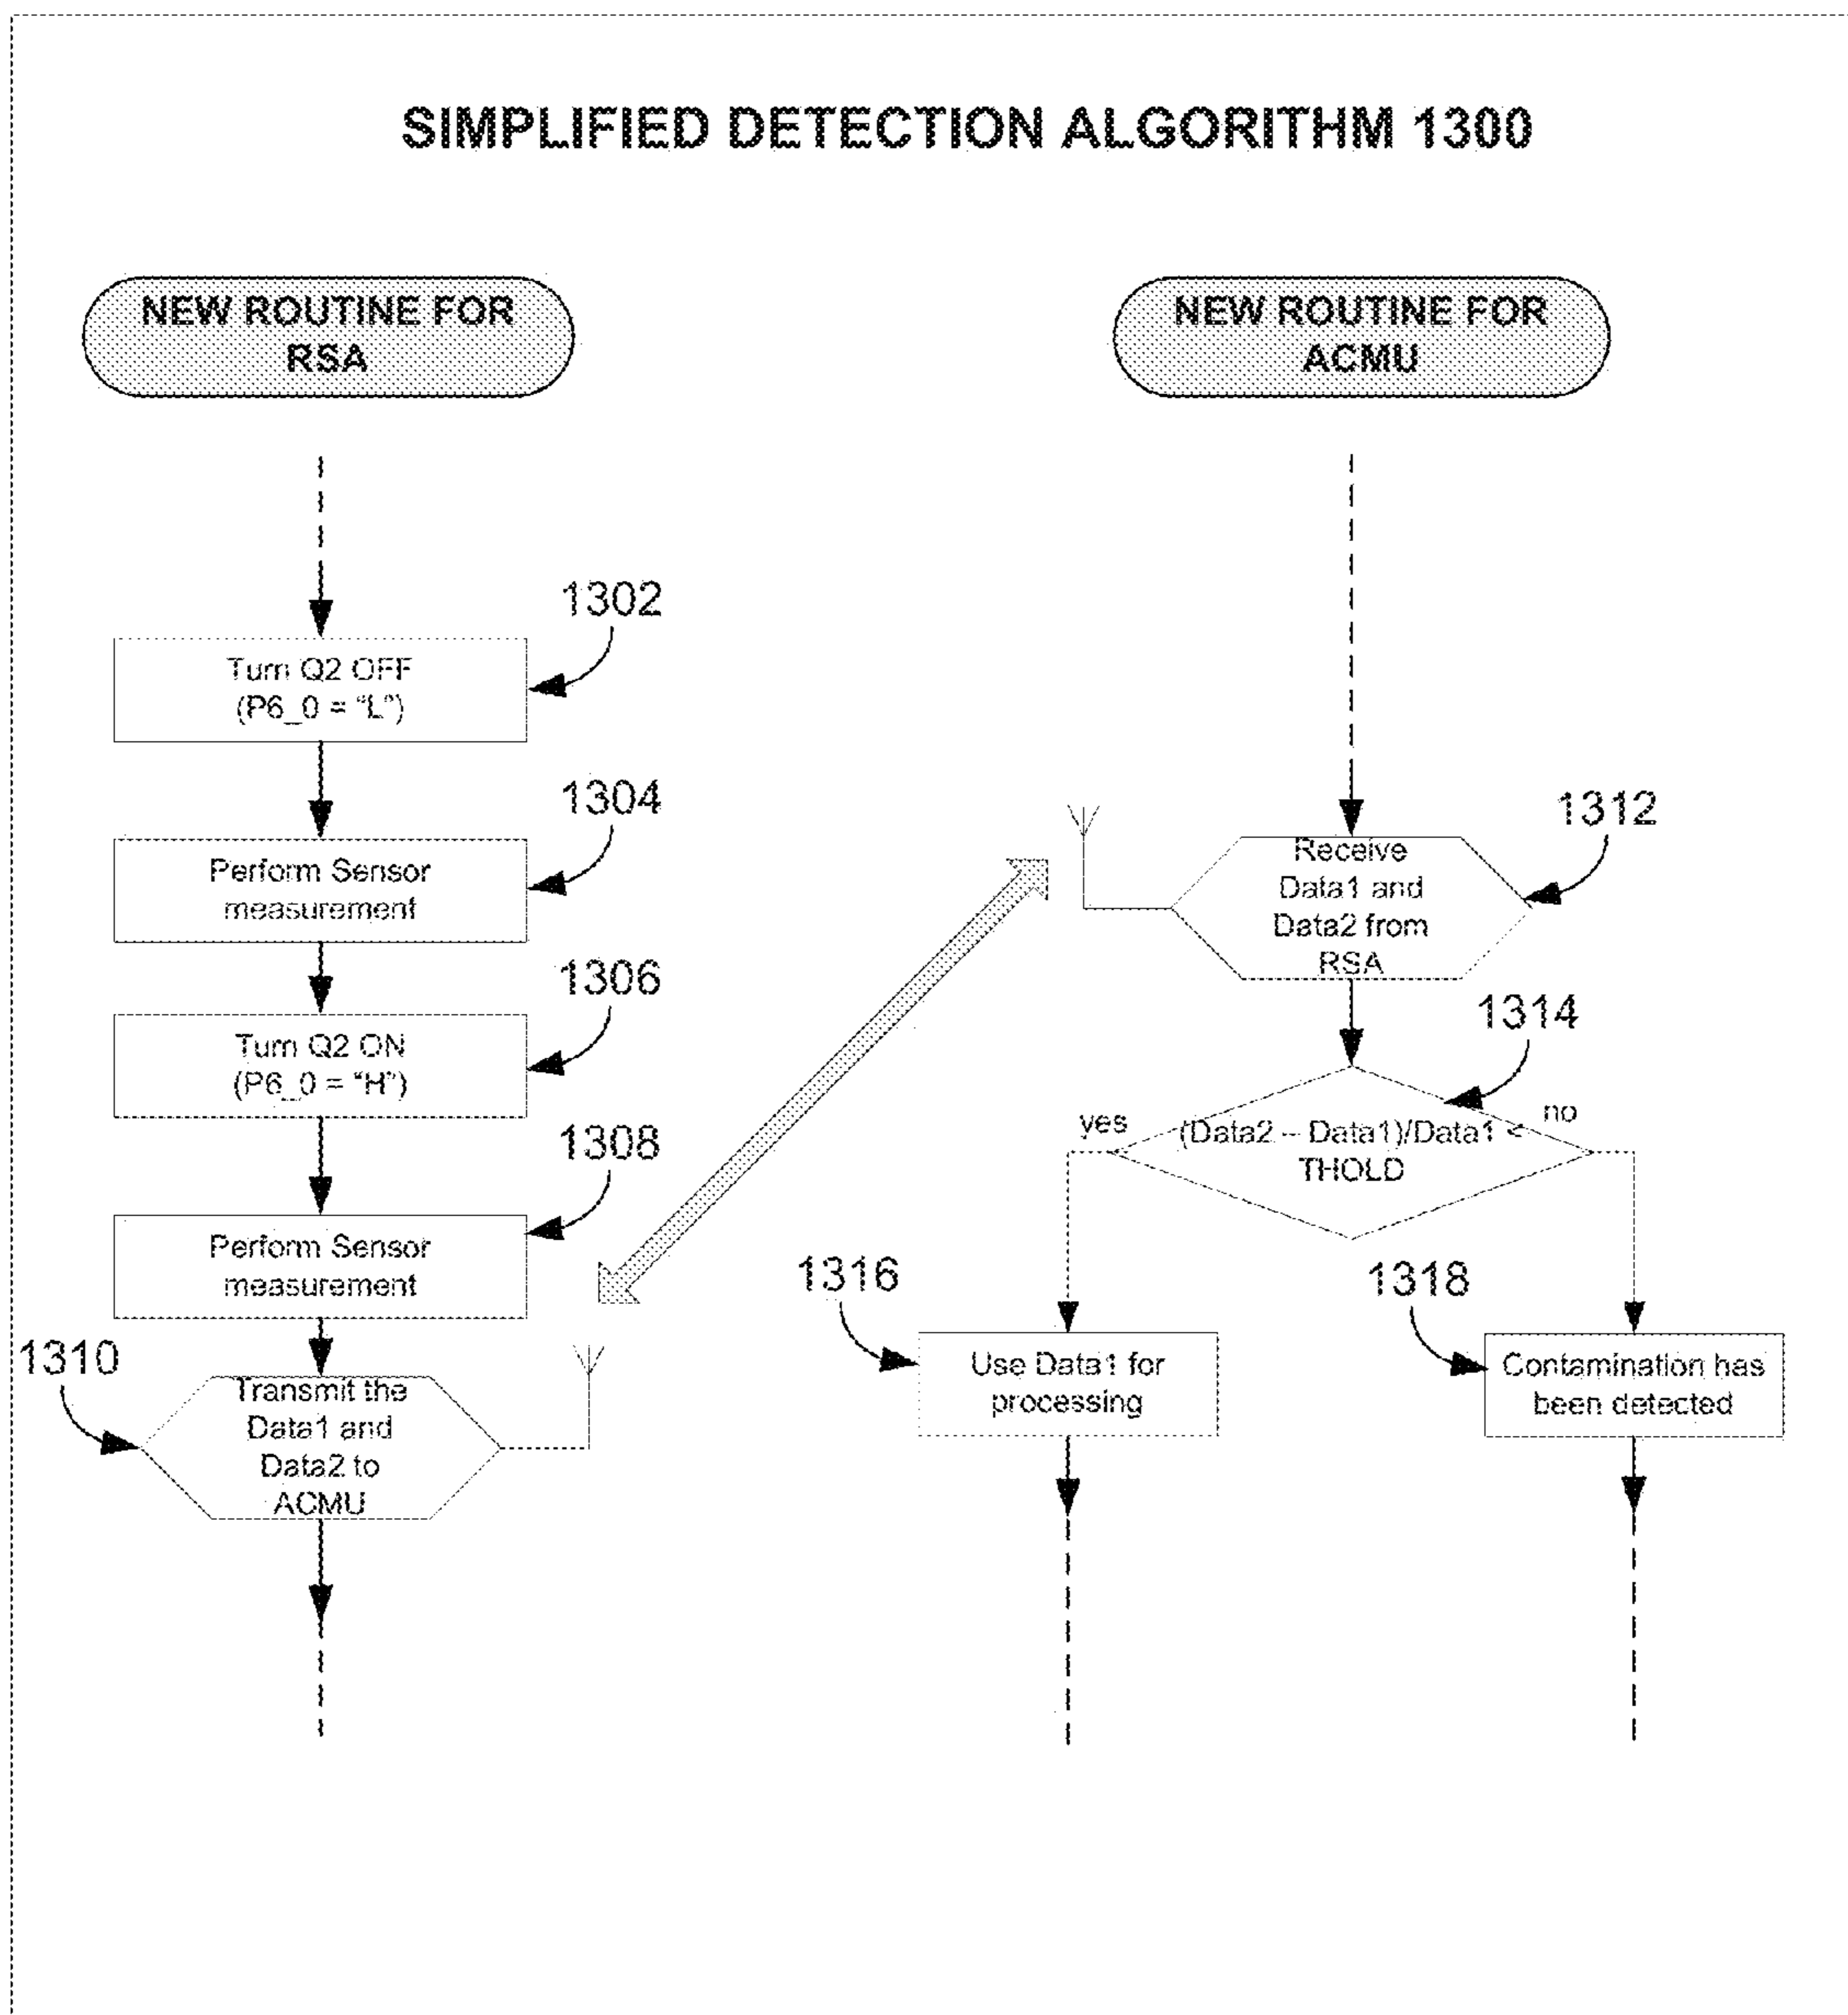 SIMPLIFIED DETECTION ALGORITHM 1300
NEW ROUTINE FOR
RSA
1302
Turn Q2 OFF
(P6_0 = "L")
1304
Perform Sensor
measurement
1306
Turn Q2 ON
(P6_0 = "H")
1308
Perform Sensor
measurement
1310
Transmit the
Data1 and
Data2 to
ACMU
NEW ROUTINE FOR
ACMU
1312
Receive
Data1 and
Data2 from
RSA
1314
yes
(Data2 – Data1)/Data1 <
THOLD
no
1316
Use Data1 for
processing
1318
Contamination has
been detected